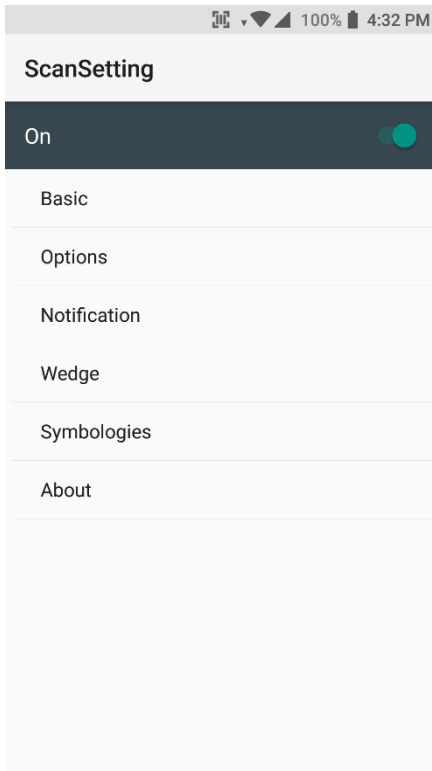 100% 4:32 PM
ScanSetting
On
Basic
Options
Notification
Wedge
Symbologies
About